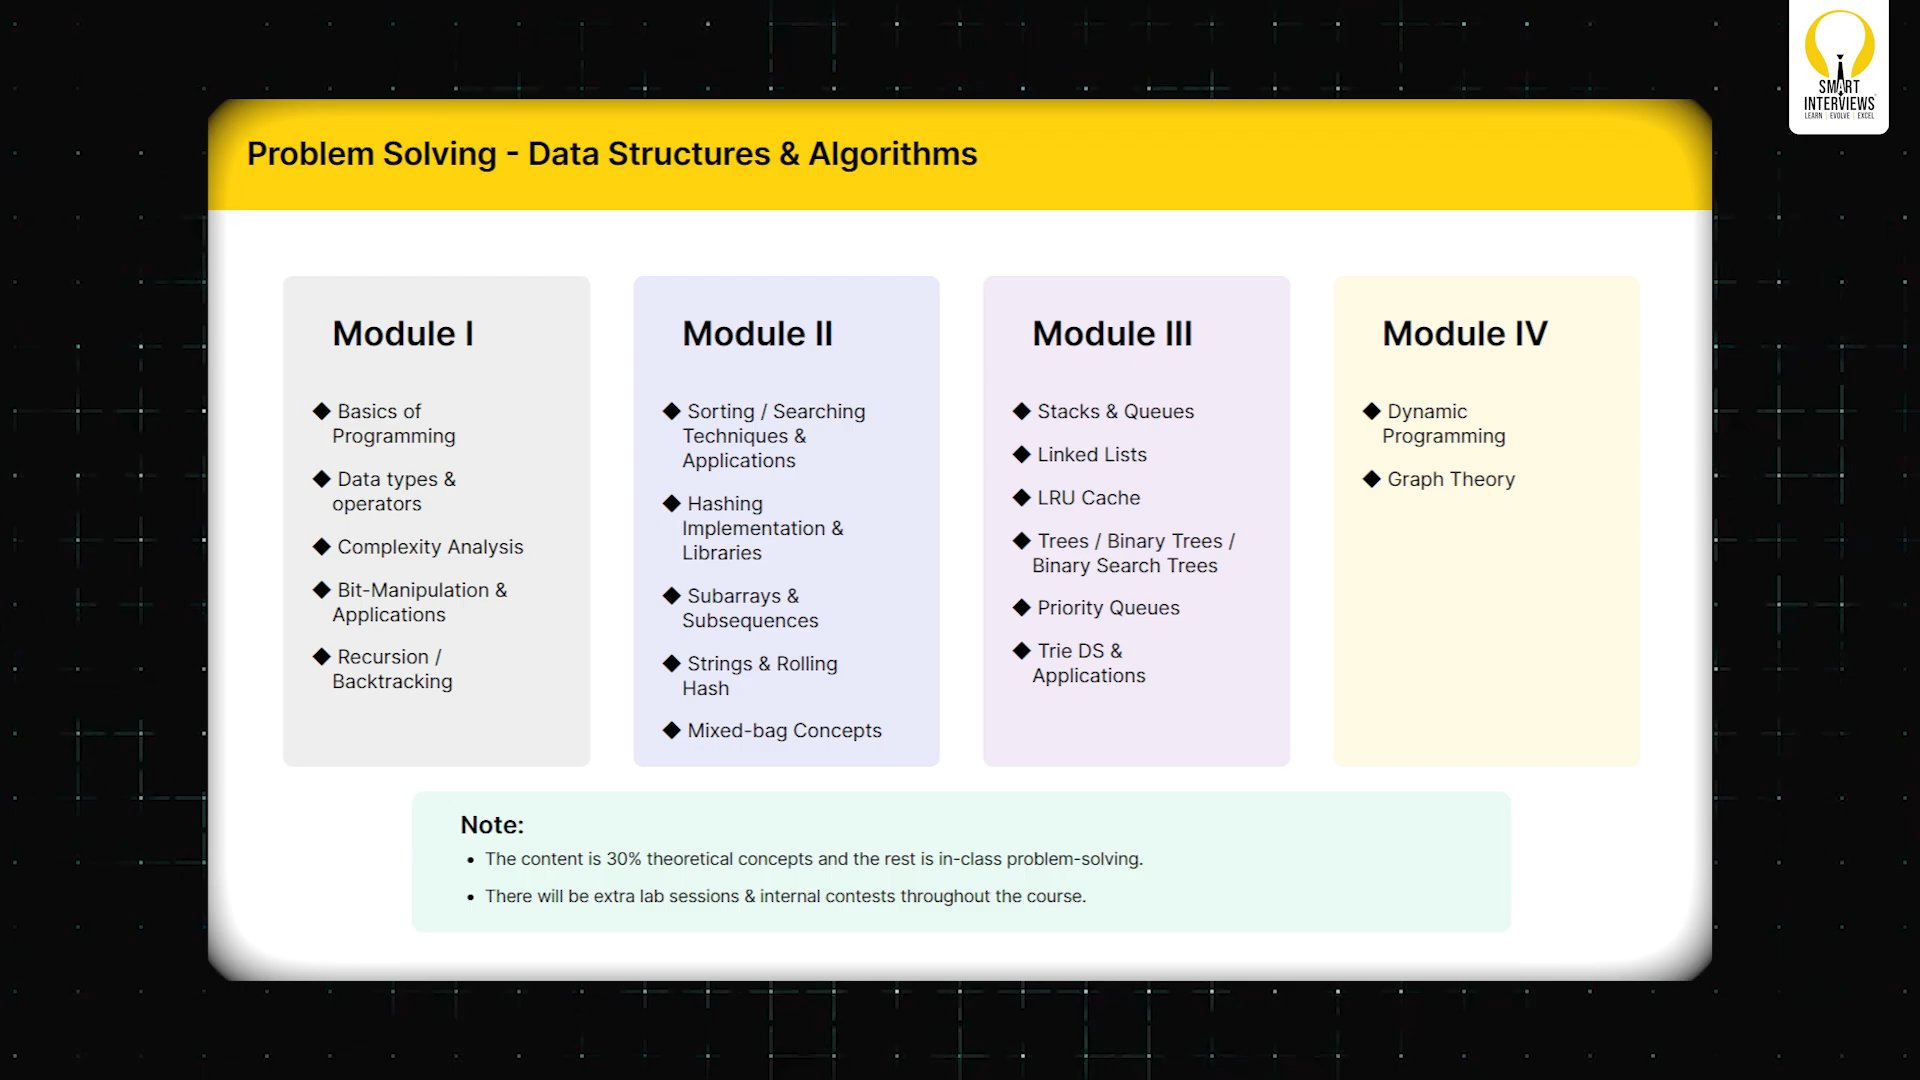 SMART
INTERVIEWS
LEARN | EVOLVE | EXCEL
Problem Solving - Data Structures & Algorithms
Module I
◆ Basics of
Programming
◆ Data types &
operators
◆ Complexity Analysis
◆ Bit-Manipulation &
Applications
◆ Recursion /
Backtracking
Module II
◆ Sorting / Searching
Techniques &
Applications
◆ Hashing
Implementation &
Libraries
◆ Subarrays &
Subsequences
◆ Strings & Rolling
Hash
◆ Mixed-bag Concepts
Module III
◆ Stacks & Queues
◆ Linked Lists
◆ LRU Cache
◆ Trees / Binary Trees /
Binary Search Trees
◆ Priority Queues
◆ Trie DS &
Applications
Module IV
◆ Dynamic
Programming
◆ Graph Theory
Note:
• The content is 30% theoretical concepts and the rest is in-class problem-solving.
• There will be extra lab sessions & internal contests throughout the course.